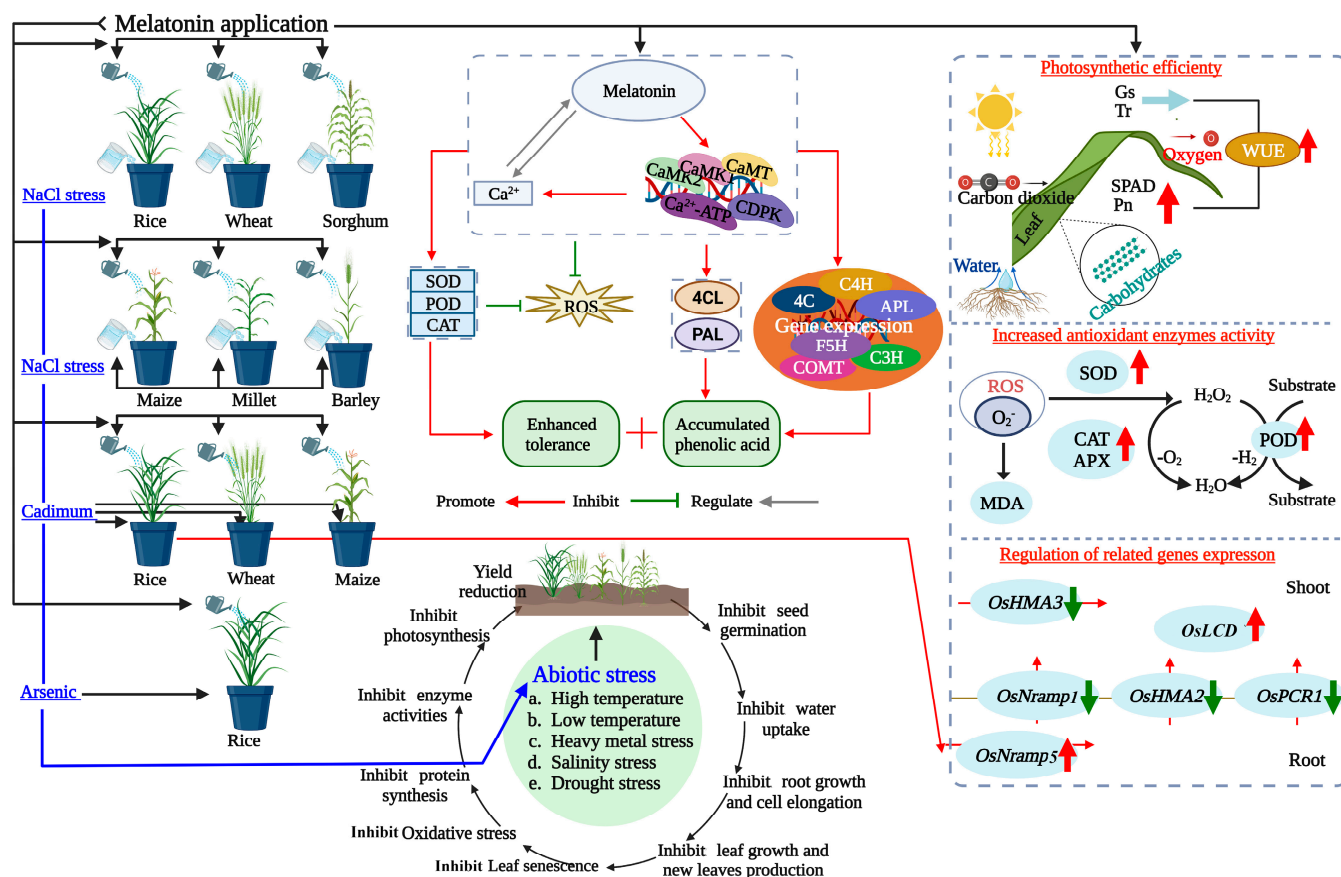 Melatonin application
NaCl stress
Rice
Wheat
Sorghum
NaCl stress
Maize
Millet
Barley
Cadimum
Rice
Wheat
Maize
Arsenic
Rice
Melatonin
Ca²⁺
CaMK2
CaMK1
CaMT
Ca²⁺-ATP
CDPK
SOD
POD
CAT
ROS
4CL
PAL
4C
C4H
APL
Gene expression
F5H
COMT
C3H
Enhanced
tolerance
Accumulated
phenolic acid
Promote
Inhibit
Regulate
Yield
reduction
Inhibit seed
germination
Inhibit water
uptake
Inhibit root growth
and cell elongation
Inhibit leaf growth and
new leaves production
Inhibit Leaf senescence
Inhibit Oxidative stress
Inhibit protein
synthesis
Inhibit enzyme
activities
Inhibit
photosynthesis
Abiotic stress
a. High temperature
b. Low temperature
c. Heavy metal stress
d. Salinity stress
e. Drought stress
Photosynthetic efficienty
Gs
Tr
O
Oxygen
WUE
O C O
Carbon dioxide
SPAD
Pn
Leaf
Water
Carbohydrates
Increased antioxidant enzymes activity
ROS
O₂⁻
SOD
H₂O₂
Substrate
CAT
APX
-O₂
-H₂
POD
H₂O
Substrate
MDA
Regulation of related genes expresson
OsHMA3
Shoot
OsLCD
OsNramp1
OsHMA2
OsPCR1
OsNramp5
Root